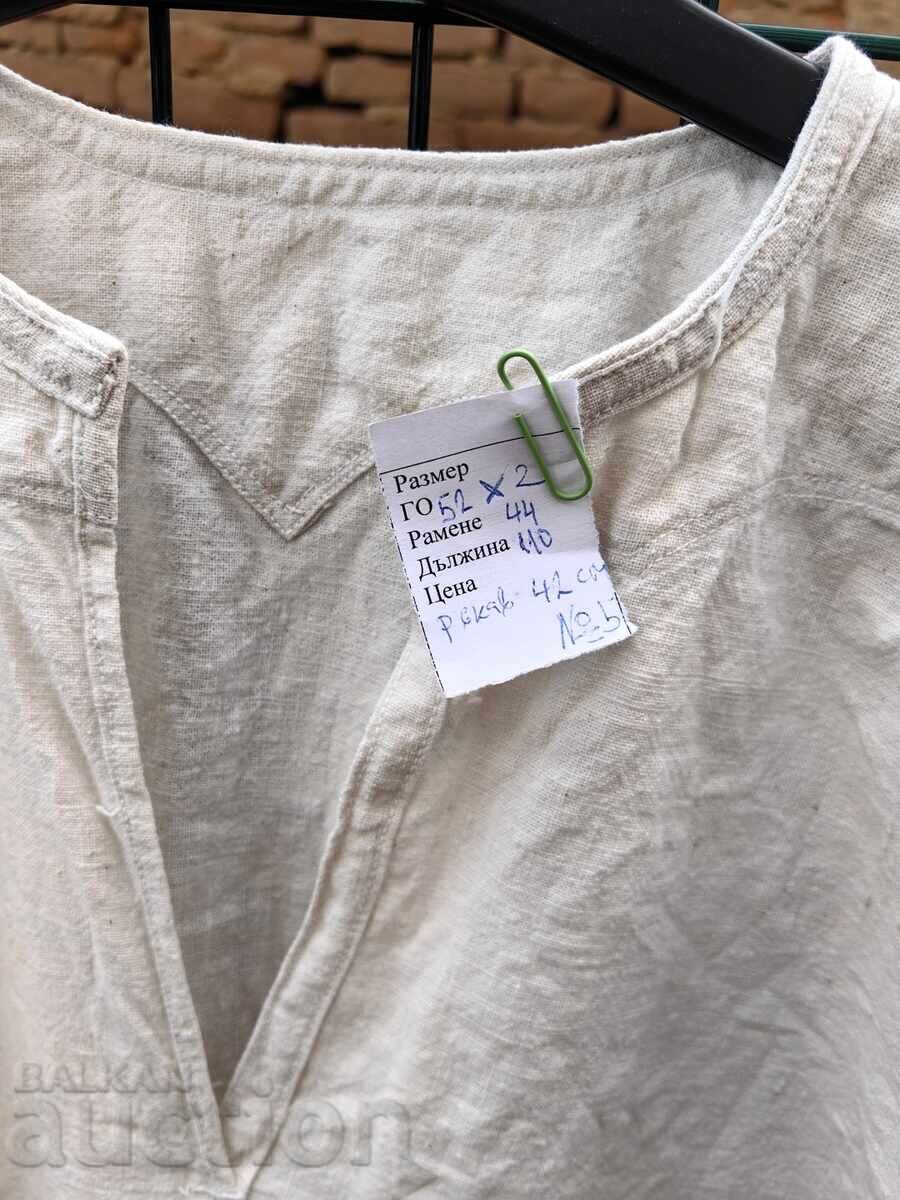 Размер
ГО 52 x 2
Рамене 44
Дължина 110
Цена
ръкав 42 см
№ 5
BALKAN
auction